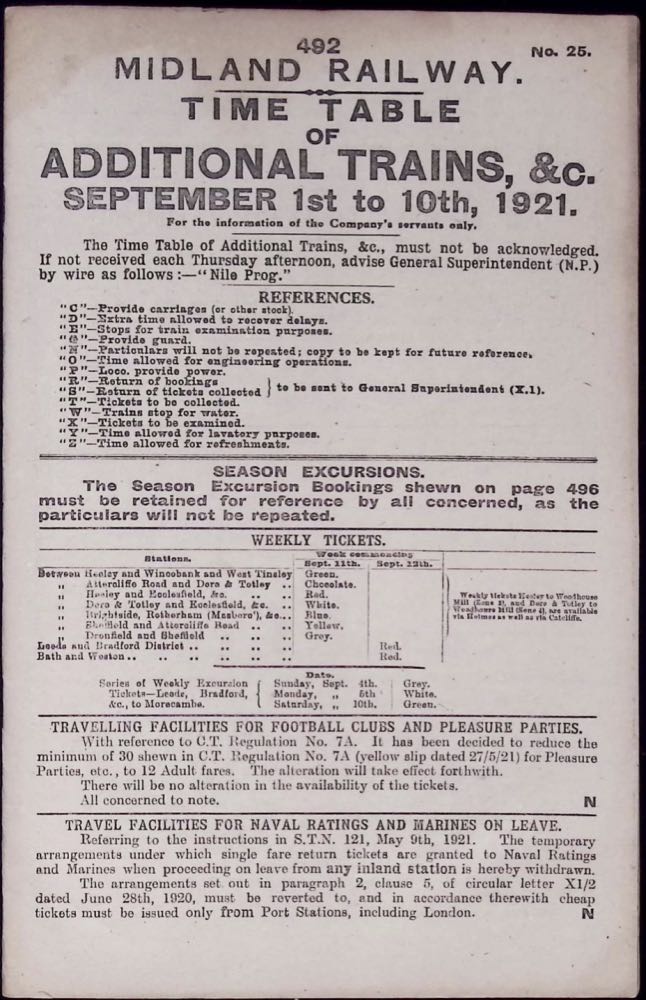 492
No. 25.
MIDLAND RAILWAY.
TIME TABLE
OF
ADDITIONAL TRAINS, &c.
SEPTEMBER 1st to 10th, 1921.
For the information of the Company's servants only.
The Time Table of Additional Trains, &c., must not be acknowledged.
If not received each Thursday afternoon, advise General Superintendent (N.P.)
by wire as follows :—"Nile Prog."
REFERENCES.
"C"—Provide carriages (or other stock).
"D"—Extra time allowed to recover delays.
"E"—Stops for train examination purposes.
"G"—Provide guard.
"N"—Particulars will not be repeated; copy to be kept for future reference.
"O"—Time allowed for engineering operations.
"P"—Loco. provide power.
"R"—Return of bookings
"S"—Return of tickets collected } to be sent to General Superintendent (X.1).
"T"—Tickets to be collected.
"W"—Trains stop for water.
"X"—Tickets to be examined.
"Y"—Time allowed for lavatory purposes.
"Z"—Time allowed for refreshments.
SEASON EXCURSIONS.
The Season Excursion Bookings shewn on page 496
must be retained for reference by all concerned, as the
particulars will not be repeated.
WEEKLY TICKETS.
Stations. Week commencing
Sept. 11th. Sept. 12th.
Between Heeley and Wincobank and West Tinsley Green.
" Attercliffe Road and Dore & Totley .. Chocolate.
" Heeley and Ecclesfield, &c. .. .. Red.
" Dore & Totley and Ecclesfield, &c. .. White.
" Brightside, Rotherham (Masboro'), &c... Blue.
" Sheffield and Attercliffe Road .. .. Yellow.
" Dronfield and Sheffield .. .. .. Grey.
Leeds and Bradford District .. .. .. .. .. Red.
Bath and Weston .. .. .. .. .. .. Red.
Weekly tickets Heeley to Woodhouse
Mill and Dore & Totley to
Woodhouse Mill are available
via Holmes as well as via Catcliffe.
Date.
Series of Weekly Excursion { Sunday, Sept. 4th. Grey.
Tickets—Leeds, Bradford, { Monday, " 5th White.
&c., to Morecambe. { Saturday, " 10th. Green.
TRAVELLING FACILITIES FOR FOOTBALL CLUBS AND PLEASURE PARTIES.
With reference to C.T. Regulation No. 7A. It has been decided to reduce the
minimum of 30 shewn in C.T. Regulation No. 7A (yellow slip dated 27/5/21) for Pleasure
Parties, etc., to 12 Adult fares. The alteration will take effect forthwith.
There will be no alteration in the availability of the tickets.
All concerned to note. N
TRAVEL FACILITIES FOR NAVAL RATINGS AND MARINES ON LEAVE.
Referring to the instructions in S.T.N. 121, May 9th, 1921. The temporary
arrangements under which single fare return tickets are granted to Naval Ratings
and Marines when proceeding on leave from any inland station is hereby withdrawn.
The arrangements set out in paragraph 2, clause 5, of circular letter X1/2
dated June 28th, 1920, must be reverted to, and in accordance therewith cheap
tickets must be issued only from Port Stations, including London. N